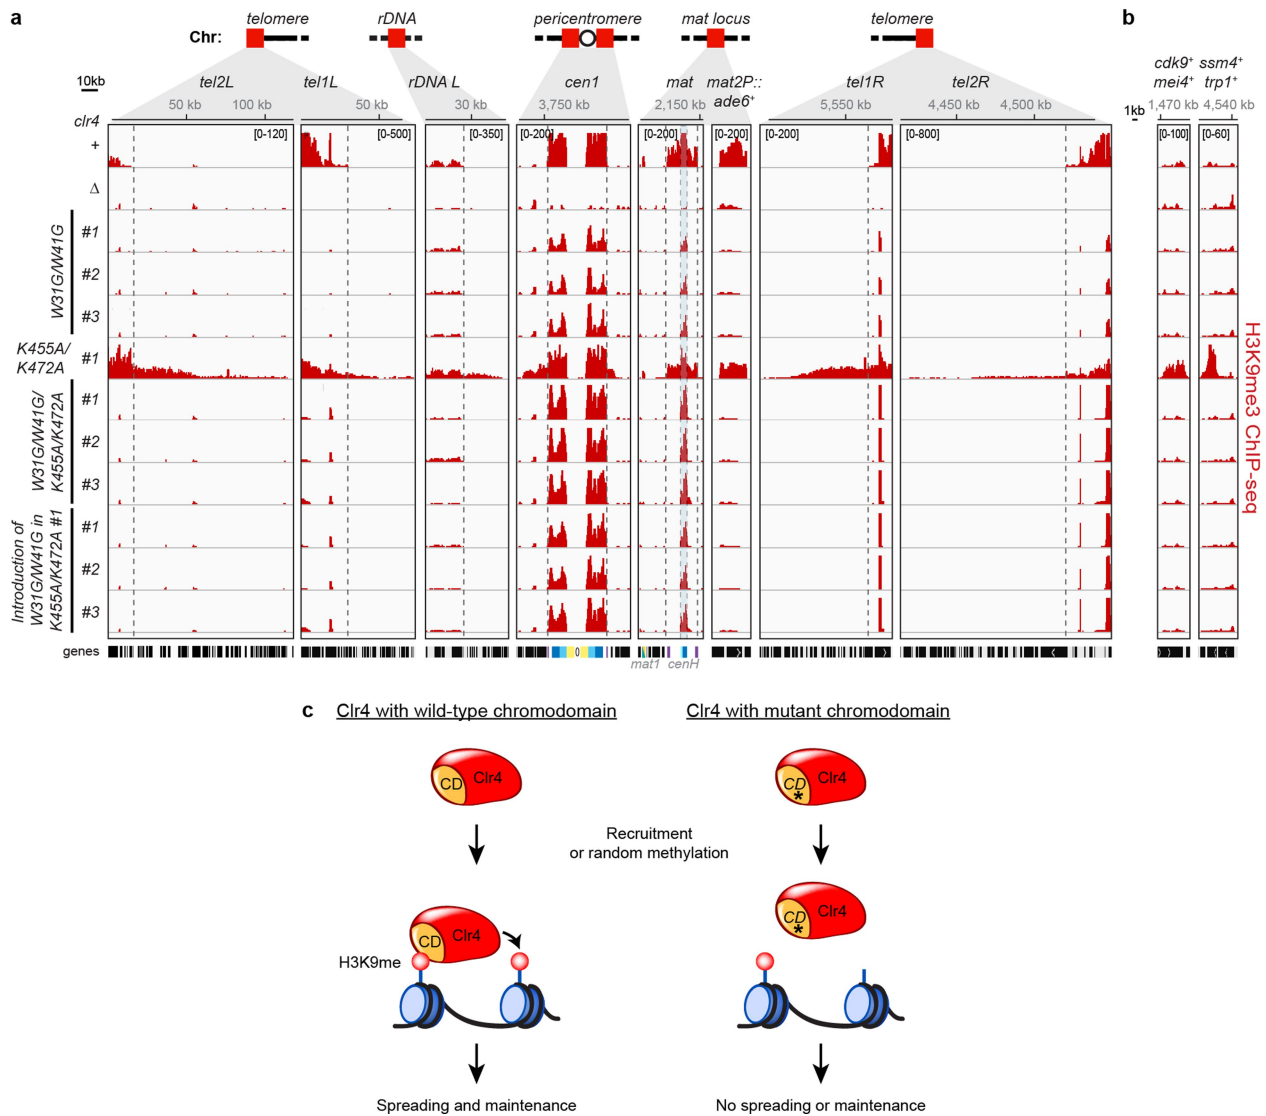 a
b
telomere rDNA pericentromere mat locus telomere
Chr:
cdk9+ ssm4+
mei4+ trp1+
10kb tel2L tel1L rDNA L cen1 mat mat2P:: tel1R tel2R
ade6+
50 kb 100 kb 50 kb 30 kb 3,750 kb 2,150 kb 5,550 kb 4,450 kb 4,500 kb 1kb 1,470 kb 4,540 kb
clr4
[0-120] [0-500] [0-350] [0-200] [0-200] [0-200] [0-200] [0-800] [0-100] [0-60]
+
Δ
W31G/W41G
#1
#2
#3
K455A/
K472A
#1
W31G/W41G/
K455A/K472A
#1
#2
#3
Introduction of
W31G/W41G in
K455A/K472A #1
#1
#2
#3
H3K9me3 ChIP-seq
genes
mat1 cenH
c Clr4 with wild-type chromodomain Clr4 with mutant chromodomain
CD Clr4 CD Clr4
*
Recruitment
or random methylation
CD Clr4 CD Clr4
*
H3K9me
Spreading and maintenance No spreading or maintenance